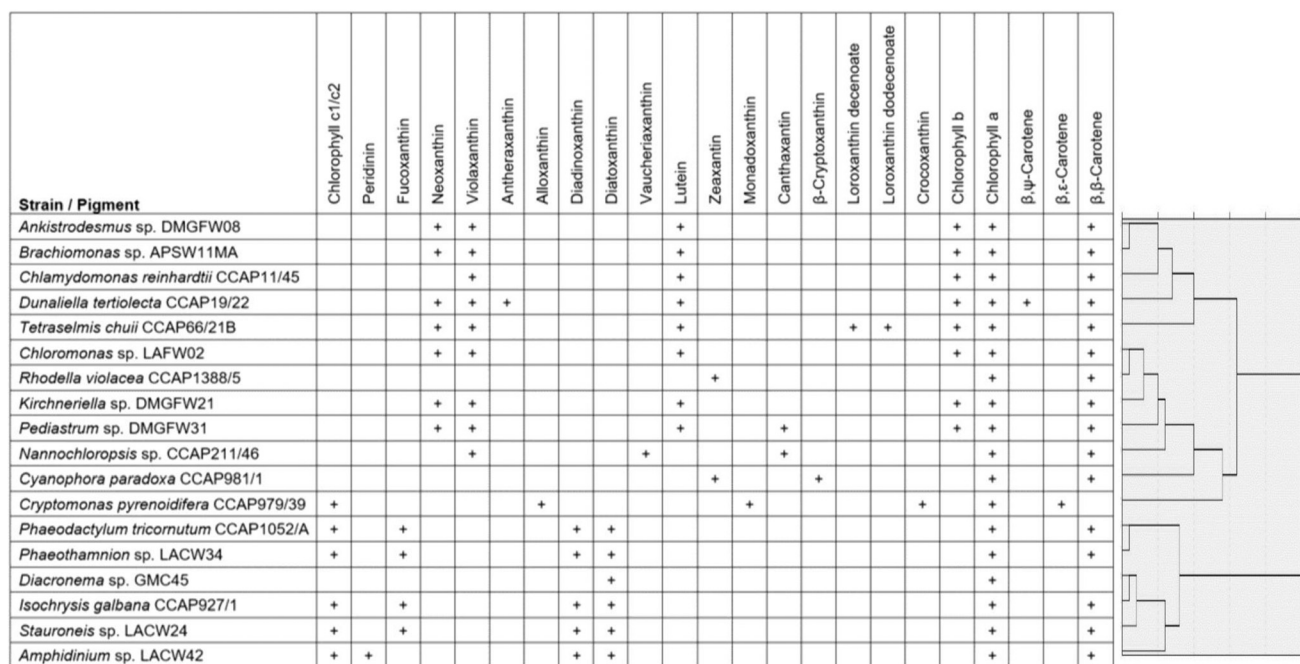 Strain / Pigment
Chlorophyll c1/c2
Peridinin
Fucoxanthin
Neoxanthin
Violaxanthin
Antheraxanthin
Alloxanthin
Diadinoxanthin
Diatoxanthin
Vaucheriaxanthin
Lutein
Zeaxantin
Monadoxanthin
Canthaxantin
β-Cryptoxanthin
Loroxanthin decenoate
Loroxanthin dodecenoate
Crocoxanthin
Chlorophyll b
Chlorophyll a
β,ψ-Carotene
β,ε-Carotene
β,β-Carotene
Ankistrodesmus sp. DMGFW08 + + + + + +
Brachiomonas sp. APSW11MA + + + + + +
Chlamydomonas reinhardtii CCAP11/45 + + + + +
Dunaliella tertiolecta CCAP19/22 + + + + + + + +
Tetraselmis chuii CCAP66/21B + + + + + + + +
Chloromonas sp. LAFW02 + + + + + +
Rhodella violacea CCAP1388/5 + + +
Kirchneriella sp. DMGFW21 + + + + + +
Pediastrum sp. DMGFW31 + + + + + + +
Nannochloropsis sp. CCAP211/46 + + + + +
Cyanophora paradoxa CCAP981/1 + + + +
Cryptomonas pyrenoidifera CCAP979/39 + + + + + +
Phaeodactylum tricornutum CCAP1052/A + + + + + +
Phaeothamnion sp. LACW34 + + + + + +
Diacronema sp. GMC45 + +
Isochrysis galbana CCAP927/1 + + + + + +
Stauroneis sp. LACW24 + + + + + +
Amphidinium sp. LACW42 + + + + + +